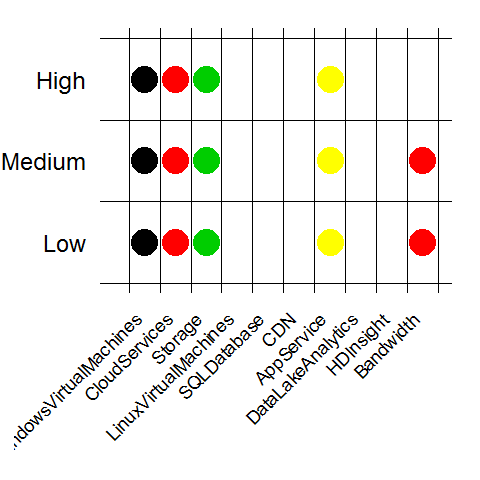 High
Medium
Low
ndowsVirtualMachines
CloudServices
Storage
LinuxVirtualMachines
SQLDatabase
CDN
AppService
DataLakeAnalytics
HDInsight
Bandwidth